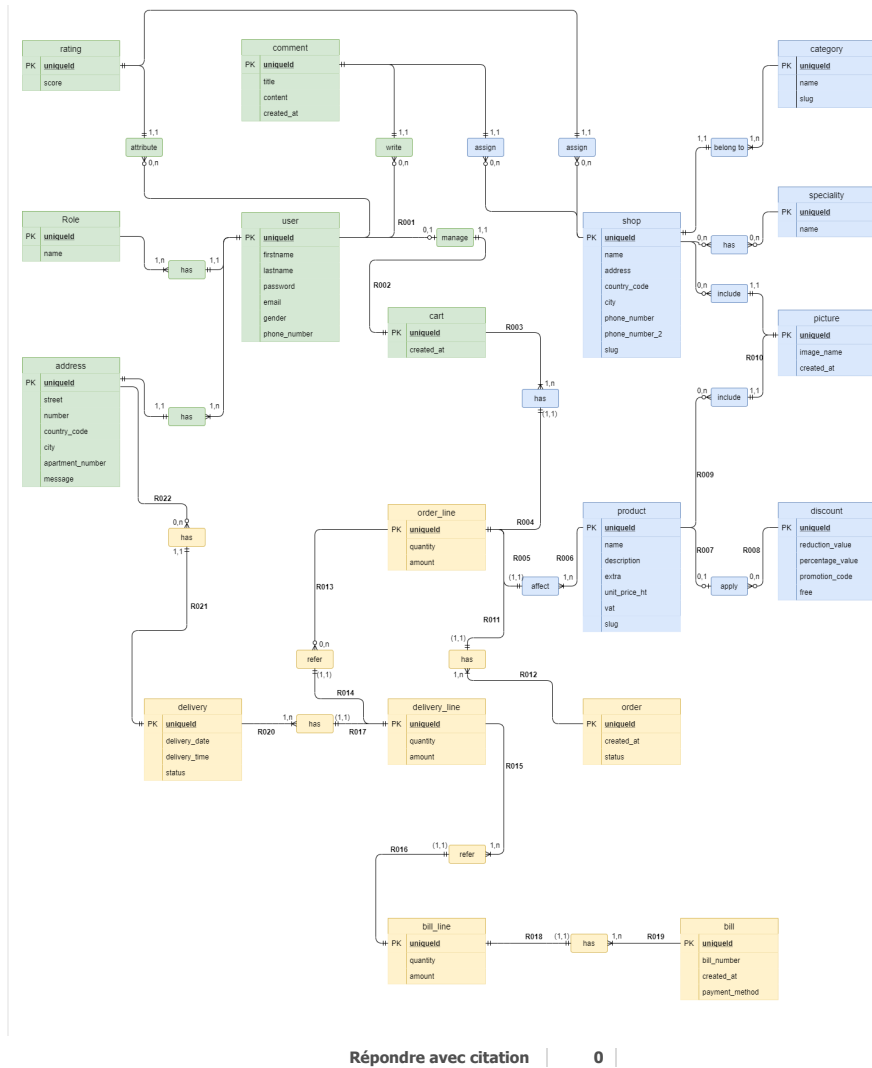 rating
PK uniqueId
score
comment
PK uniqueId
title
content
created_at
category
PK uniqueId
name
slug
1,1
attribute
0,n
1,1
write
0,n
1,1
assign
0,n
1,1
assign
0,n
1,1
belong to
1,n
Role
PK uniqueId
name
1,n
has
1,1
user
PK uniqueId
firstname
lastname
password
email
gender
phone_number
R001
0,1
manage
1,1
R002
shop
PK uniqueId
name
address
country_code
city
phone_number
phone_number_2
slug
speciality
PK uniqueId
name
0,n
has
0,n
0,n
include
1,1
picture
PK uniqueId
image_name
created_at
R010
cart
PK uniqueId
created_at
R003
1,n
has
(1,1)
0,n
include
1,1
address
PK uniqueId
street
number
country_code
city
apartment_number
message
1,1
has
1,n
R022
0,n
has
1,1
R021
R009
order_line
PK uniqueId
quantity
amount
R004
R005
R006
(1,1)
affect
1,n
product
PK uniqueId
name
description
extra
unit_price_ht
vat
slug
R007
R008
0,1
apply
0,n
discount
PK uniqueId
reduction_value
percentage_value
promotion_code
free
R013
0,n
refer
(1,1)
R014
R011
(1,1)
has
1,n
R012
delivery
PK uniqueId
delivery_date
delivery_time
status
1,n
has
(1,1)
R020
R017
delivery_line
PK uniqueId
quantity
amount
order
PK uniqueId
created_at
status
R015
R016
(1,1)
refer
1,n
bill_line
PK uniqueId
quantity
amount
R018
(1,1)
has
1,n
R019
bill
PK uniqueId
bill_number
created_at
payment_method
Répondre avec citation 0